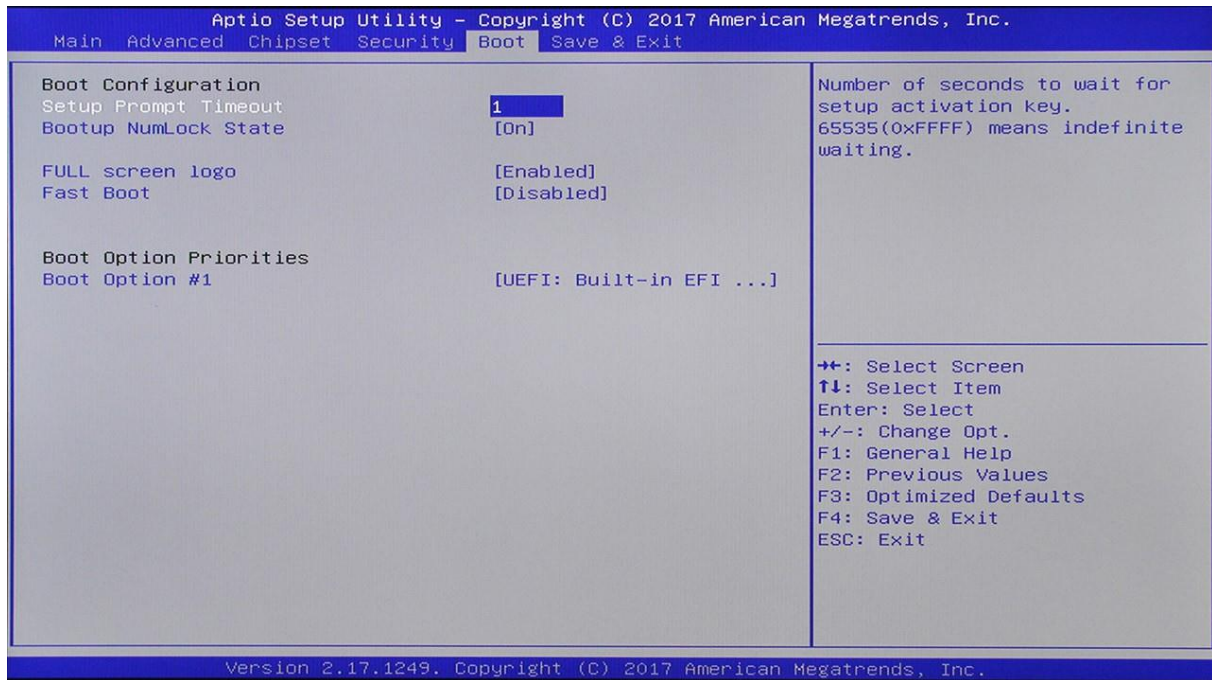 Aptio Setup Utility – Copyright (C) 2017 American Megatrends, Inc.
Main Advanced Chipset Security Boot Save & Exit
Boot Configuration
Setup Prompt Timeout 1
Bootup NumLock State [On]
FULL screen logo [Enabled]
Fast Boot [Disabled]
Boot Option Priorities
Boot Option #1 [UEFI: Built-in EFI ...]
Number of seconds to wait for
setup activation key.
65535(0xFFFF) means indefinite
waiting.
→←: Select Screen
↑↓: Select Item
Enter: Select
+/-: Change Opt.
F1: General Help
F2: Previous Values
F3: Optimized Defaults
F4: Save & Exit
ESC: Exit
Version 2.17.1249. Copyright (C) 2017 American Megatrends, Inc.